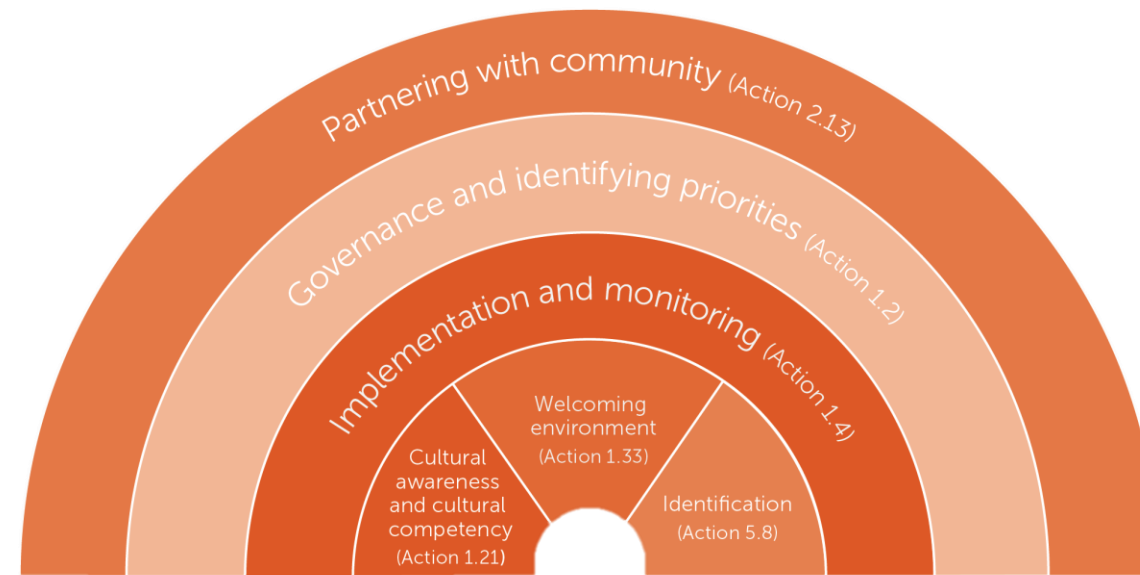 Partnering with community (Action 2.13)
Governance and identifying priorities (Action 1.2)
Implementation and monitoring (Action 1.4)
Cultural
awareness
and cultural
competency
(Action 1.21)
Welcoming
environment
(Action 1.33)
Identification
(Action 5.8)